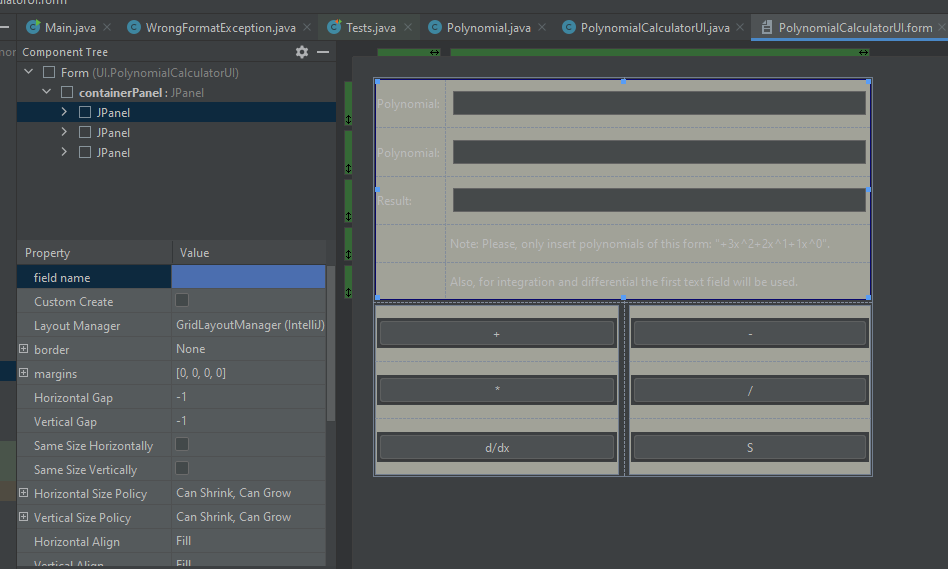 culatorUI.form
Main.java × WrongFormatException.java × Tests.java × Polynomial.java × PolynomialCalculatorUI.java × PolynomialCalculatorUI.form ×
Component Tree
Form (UI.PolynomialCalculatorUI)
containerPanel : JPanel
JPanel
JPanel
JPanel
Property Value
field name
Custom Create
Layout Manager GridLayoutManager (IntelliJ)
border None
margins [0, 0, 0, 0]
Horizontal Gap -1
Vertical Gap -1
Same Size Horizontally
Same Size Vertically
Horizontal Size Policy Can Shrink, Can Grow
Vertical Size Policy Can Shrink, Can Grow
Horizontal Align Fill
Vertical Align Fill
Polynomial:
Polynomial:
Result:
Note: Please, only insert polynomials of this form: "+3x^2+2x^1+1x^0".
Also, for integration and differential the first text field will be used.
+ -
* /
d/dx S